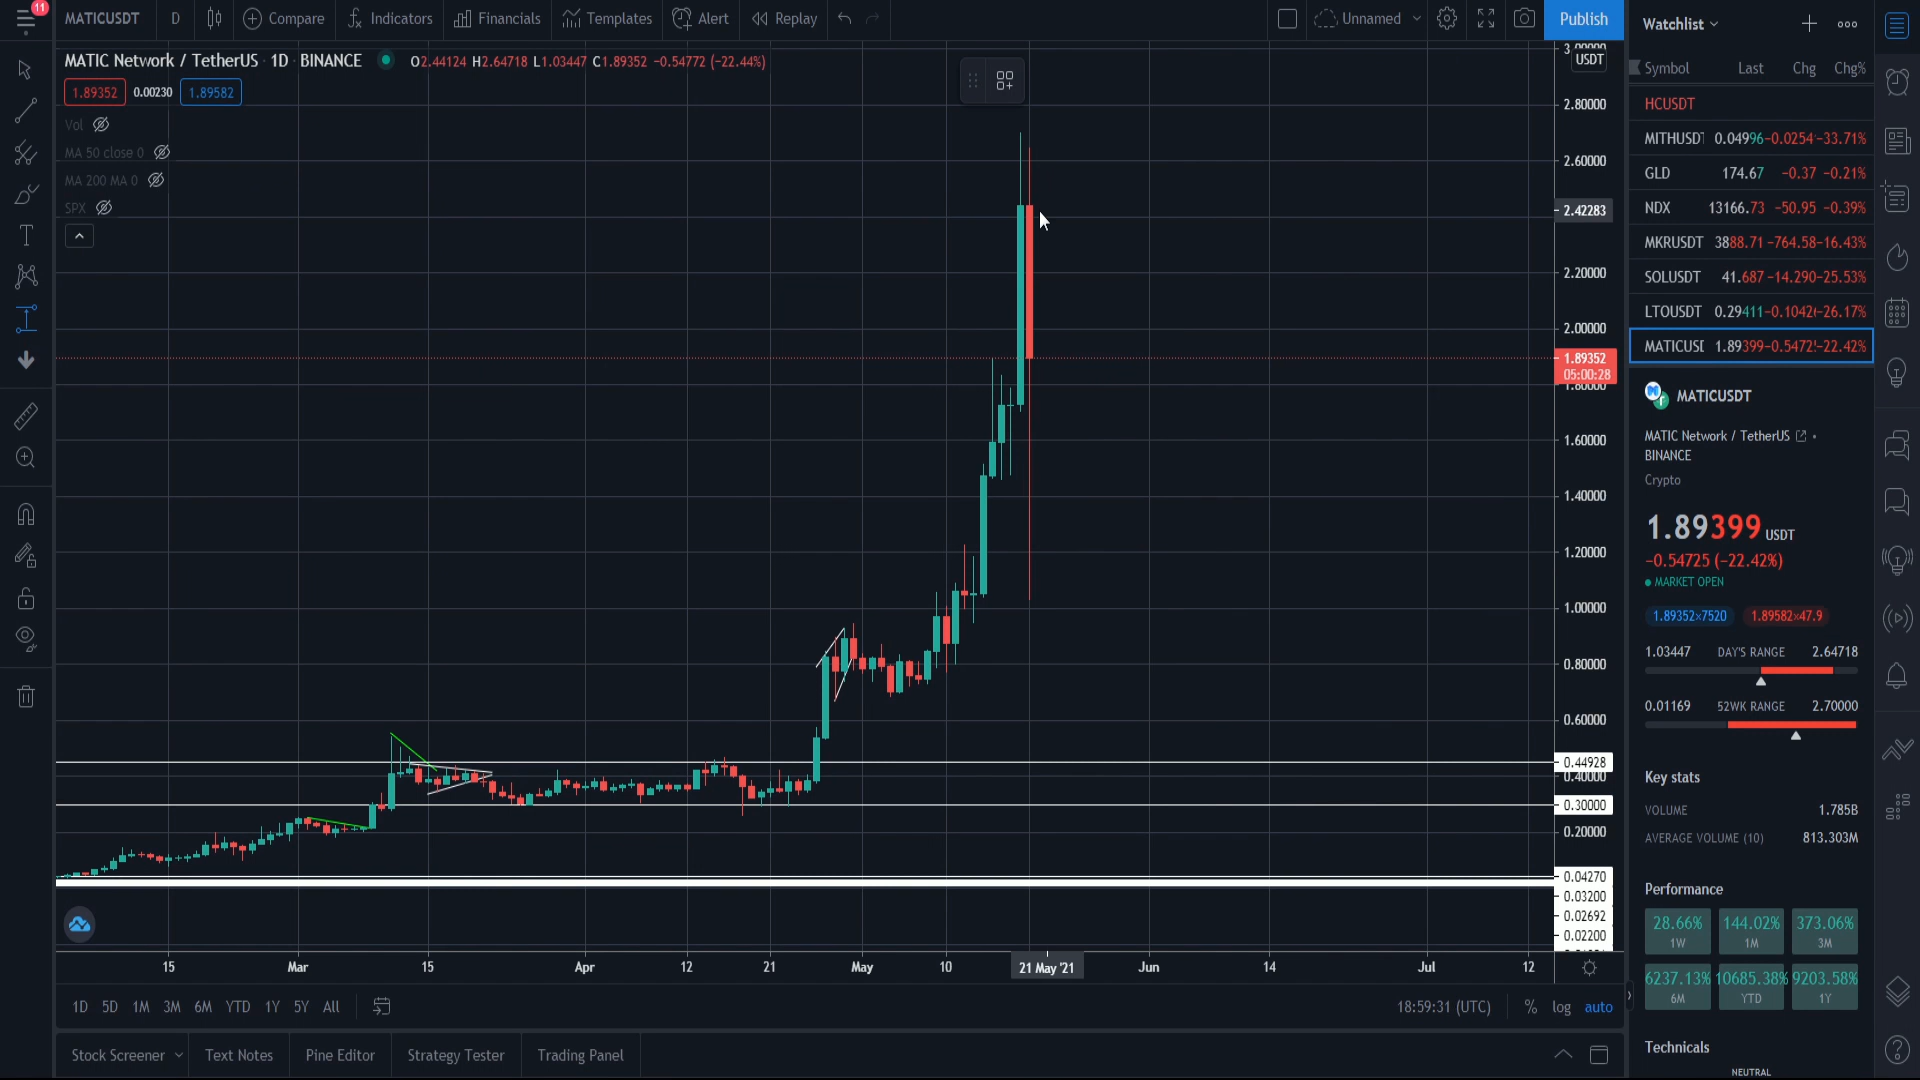 11
MATICUSDT D Compare Indicators Financials Templates Alert Replay Unnamed Publish
MATIC Network / TetherUS · 1D · BINANCE O2.44124 H2.64718 L1.03447 C1.89352 −0.54772 (−22.44%)
1.89352 0.00230 1.89582
Vol
MA 50 close 0
MA 200 MA 0
SPX
USDT
2.80000
2.60000
2.42283
2.20000
2.00000
1.89352
05:00:28
1.80000
1.60000
1.40000
1.20000
1.00000
0.80000
0.60000
0.44928
0.40000
0.30000
0.20000
0.04270
0.03200
0.02692
0.02200
15 Mar 15 Apr 12 21 May 10 21 May '21 Jun 14 Jul 12
1D 5D 1M 3M 6M YTD 1Y 5Y All 18:59:31 (UTC) % log auto
Stock Screener Text Notes Pine Editor Strategy Tester Trading Panel
Watchlist
Symbol Last Chg Chg%
HCUSDT
MITHUSDT 0.04996 −0.0254 −33.71%
GLD 174.67 −0.37 −0.21%
NDX 13166.73 −50.95 −0.39%
MKRUSDT 3888.71 −764.58 −16.43%
SOLUSDT 41.687 −14.290 −25.53%
LTOUSDT 0.29411 −0.1042 −26.17%
MATICUSD 1.89399 −0.5472 −22.42%
MATICUSDT
MATIC Network / TetherUS •
BINANCE
Crypto
1.89399 USDT
−0.54725 (−22.42%)
MARKET OPEN
1.89352×7520 1.89582×47.9
1.03447 DAY'S RANGE 2.64718
0.01169 52WK RANGE 2.70000
Key stats
VOLUME 1.785B
AVERAGE VOLUME (10) 813.303M
Performance
28.66% 144.02% 373.06%
1W 1M 3M
6237.13% 10685.38% 9203.58%
6M YTD 1Y
Technicals
NEUTRAL